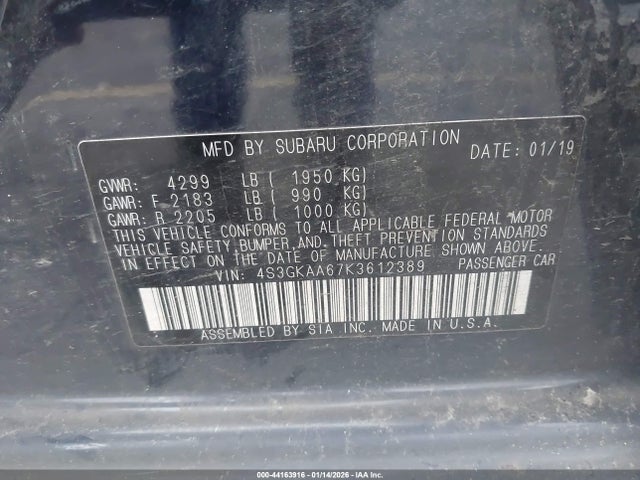 MFD BY SUBARU CORPORATION DATE: 01/19
GVWR: 4299 LB ( 1950 KG)
GAWR: F 2183 LB ( 990 KG)
GAWR: R 2205 LB ( 1000 KG)
THIS VEHICLE CONFORMS TO ALL APPLICABLE FEDERAL MOTOR
VEHICLE SAFETY, BUMPER, AND THEFT PREVENTION STANDARDS
IN EFFECT ON THE DATE OF MANUFACTURE SHOWN ABOVE.
VIN: 4S3GKAA67K3612389 PASSENGER CAR
ASSEMBLED BY SIA INC. MADE IN U.S.A.
000-44163916 - 01/14/2026 - IAAI.COM